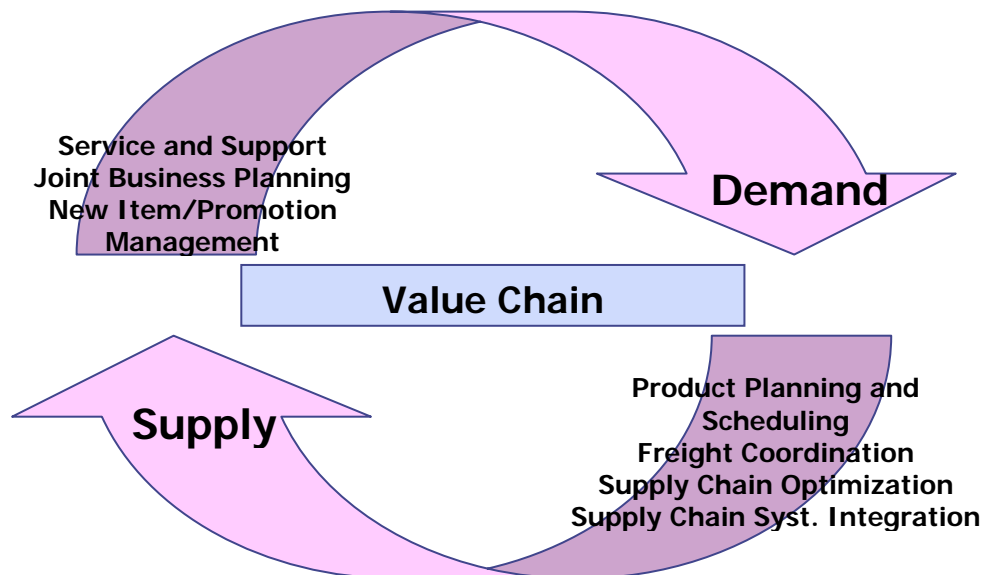 Service and Support
Joint Business Planning
New Item/Promotion
Management
Demand
Value Chain
Supply
Product Planning and
Scheduling
Freight Coordination
Supply Chain Optimization
Supply Chain Syst. Integration